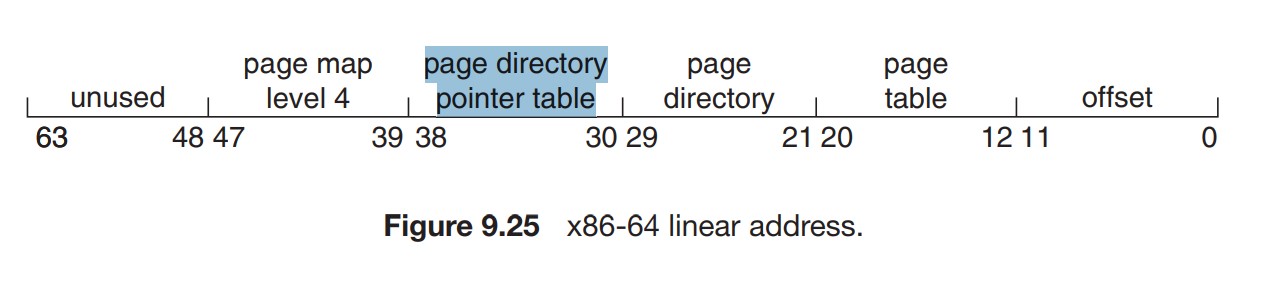 page map page directory page page
unused level 4 pointer table directory table offset
63 48 47 39 38 30 29 21 20 12 11 0
Figure 9.25 x86-64 linear address.